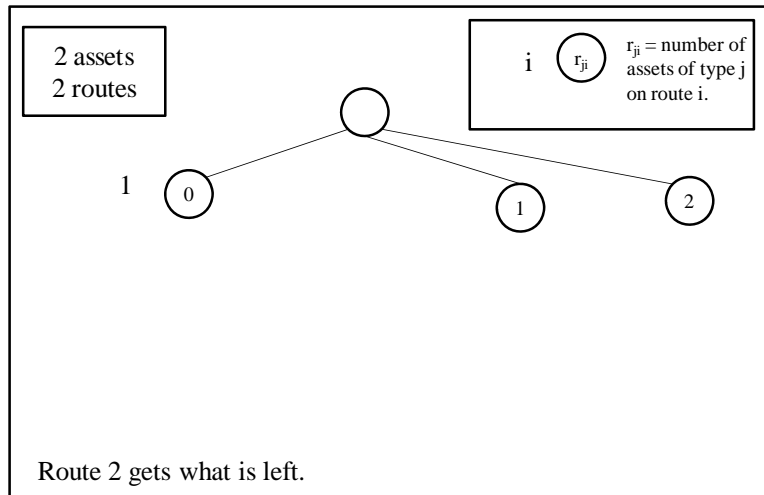 2 assets
2 routes
i
r_ji
r_ji = number of
assets of type j
on route i.
1
0
1
2
Route 2 gets what is left.